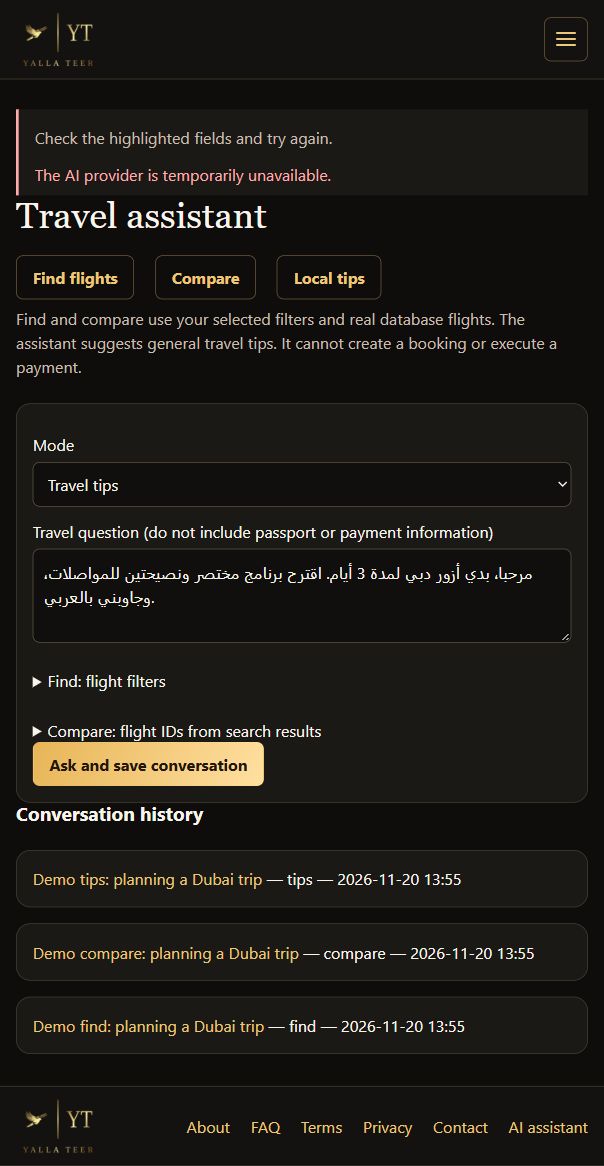 YT
YALLA TEER
Check the highlighted fields and try again.
The AI provider is temporarily unavailable.
Travel assistant
Find flights
Compare
Local tips
Find and compare use your selected filters and real database flights. The
assistant suggests general travel tips. It cannot create a booking or execute a
payment.
Mode
Travel tips
Travel question (do not include passport or payment information)
مرحبا، بدي أزور دبي لمدة 3 أيام. اقترح برنامج مختصر ونصيحتين للمواصلات،
وجاوبني بالعربي.
Find: flight filters
Compare: flight IDs from search results
Ask and save conversation
Conversation history
Demo tips: planning a Dubai trip — tips — 2026-11-20 13:55
Demo compare: planning a Dubai trip — compare — 2026-11-20 13:55
Demo find: planning a Dubai trip — find — 2026-11-20 13:55
YT
YALLA TEER
About
FAQ
Terms
Privacy
Contact
AI assistant